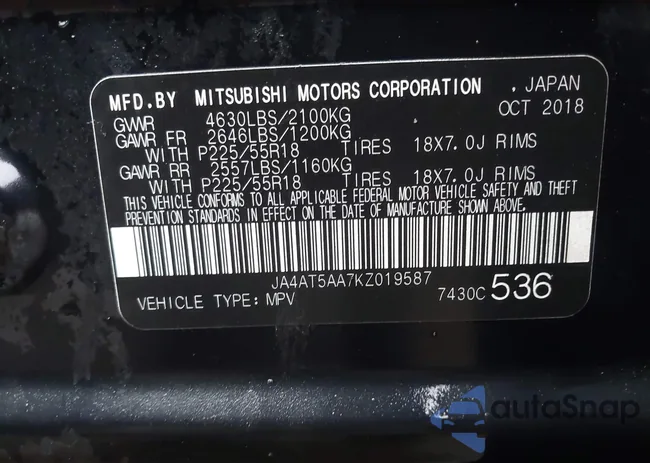 MFD.BY MITSUBISHI MOTORS CORPORATION . JAPAN
GVWR 4630LBS/2100KG OCT 2018
GAWR FR 2646LBS/1200KG
WITH P225/55R18 TIRES 18X7.0J RIMS
GAWR RR 2557LBS/1160KG
WITH P225/55R18 TIRES 18X7.0J RIMS
THIS VEHICLE CONFORMS TO ALL APPLICABLE FEDERAL MOTOR VEHICLE SAFETY AND THEFT
PREVENTION STANDARDS IN EFFECT ON THE DATE OF MANUFACTURE SHOWN ABOVE.
JA4AT5AA7KZ019587
VEHICLE TYPE: MPV 7430C 536
autoSnap